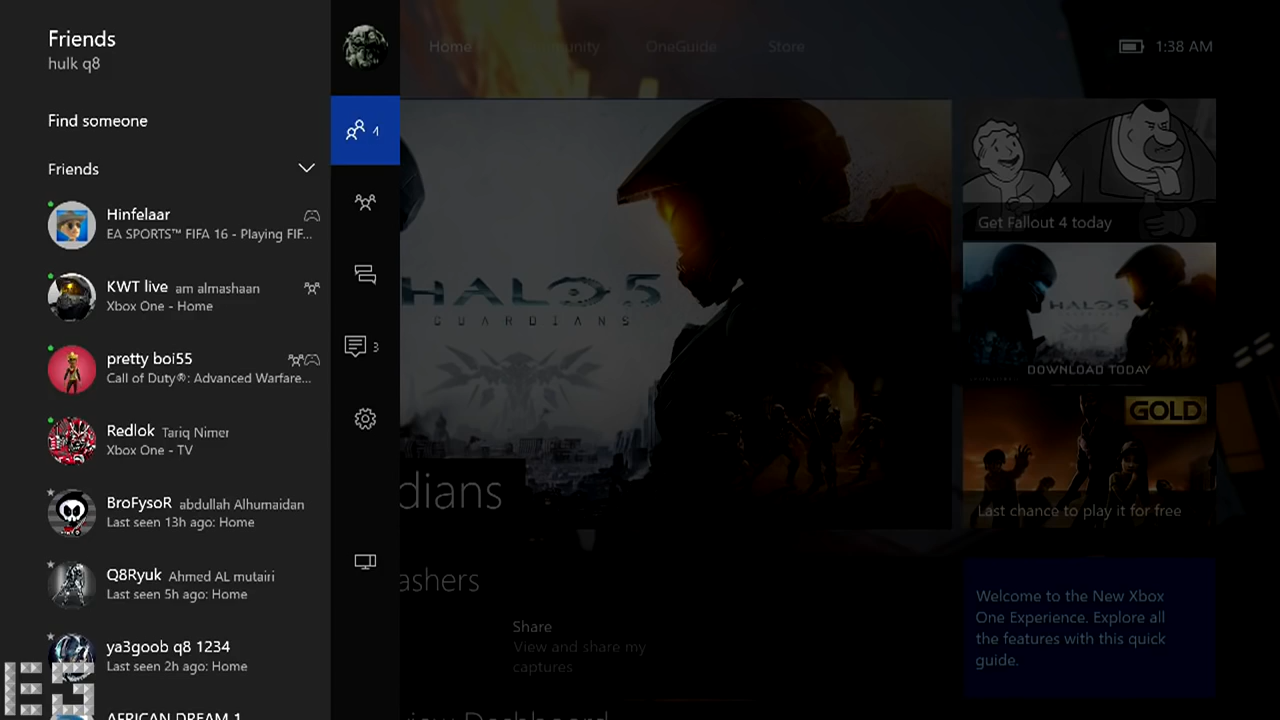 Friends
hulk q8
Find someone
Friends
Hinfelaar
EA SPORTS™ FIFA 16 - Playing FIF...
KWT live am almashaan
Xbox One - Home
pretty boi55
Call of Duty®: Advanced Warfare...
Redlok Tariq Nimer
Xbox One - TV
BroFysoR abdullah Alhumaidan
Last seen 13h ago: Home
Q8Ryuk Ahmed AL mutairi
Last seen 5h ago: Home
ya3goob q8 1234
Last seen 2h ago: Home
AFRICAN DREAM 1
4
3
Home Community OneGuide Store
1:38 AM
HALO 5
GUARDIANS
dians
ashers
Share
View and share my
captures
iew Dashboard
Get Fallout 4 today
HALO 5
DOWNLOAD TODAY
GOLD
Last chance to play it for free
Welcome to the New Xbox
One Experience. Explore all
the features with this quick
guide.